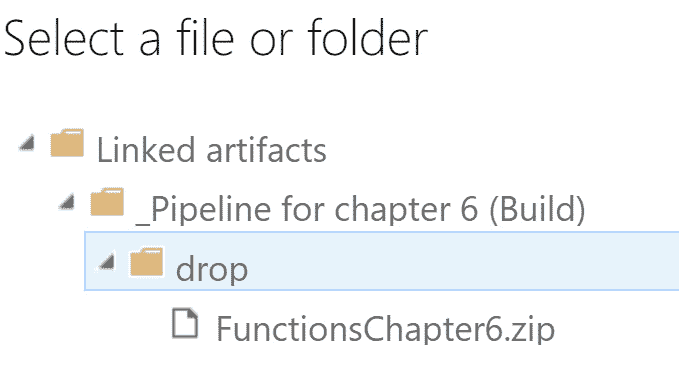 Select a file or folder
Linked artifacts
_Pipeline for chapter 6 (Build)
drop
FunctionsChapter6.zip